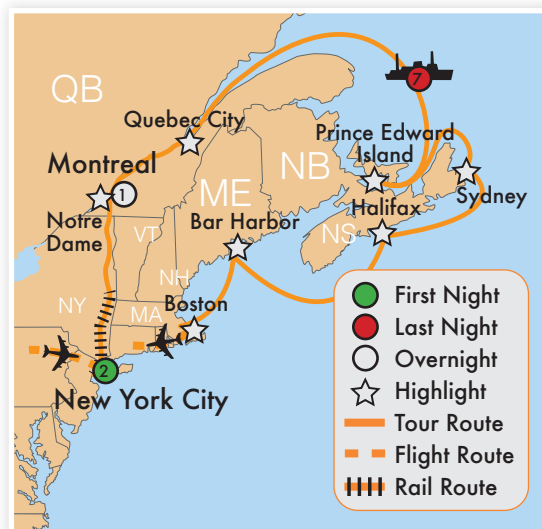 QB
7
Quebec City
Prince Edward
Island
NB
Montreal
1
ME
Sydney
Notre
Dame
Bar Harbor
Halifax
VT
NS
NH
NY
MA
Boston
2
New York City
First Night
Last Night
Overnight
Highlight
Tour Route
Flight Route
Rail Route